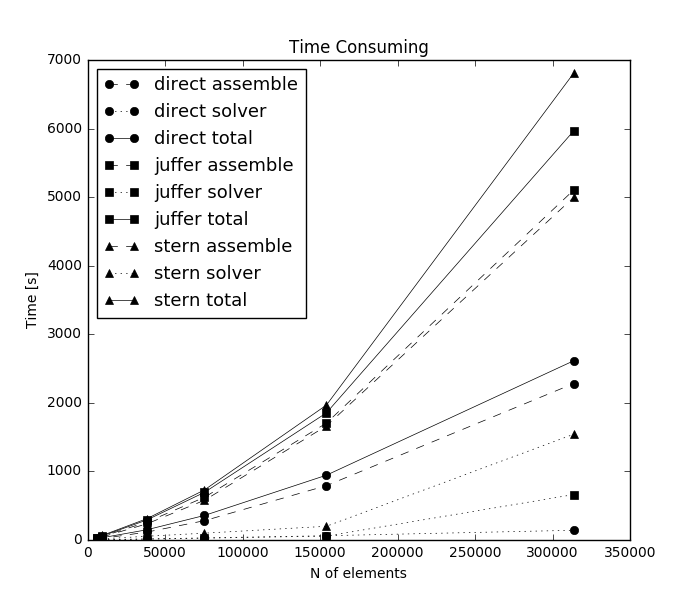 Time Consuming
7000
6000
5000
4000
3000
2000
1000
0
Time [s]
direct assemble
direct solver
direct total
juffer assemble
juffer solver
juffer total
stern assemble
stern solver
stern total
0 50000 100000 150000 200000 250000 300000 350000
N of elements